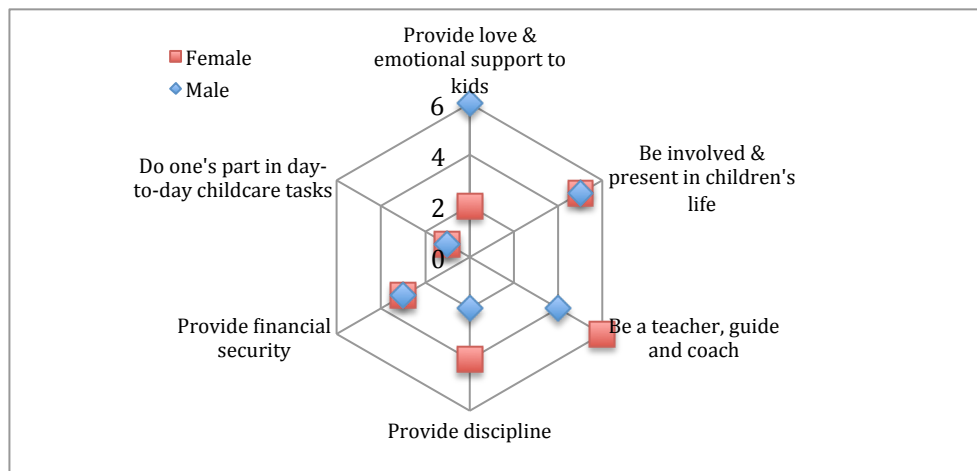 Provide love &
emotional support to
kids
Female
Male
6
4
2
0
Be involved &
present in children's
life
Do one's part in day-
to-day childcare tasks
Provide financial
security
Be a teacher, guide
and coach
Provide discipline